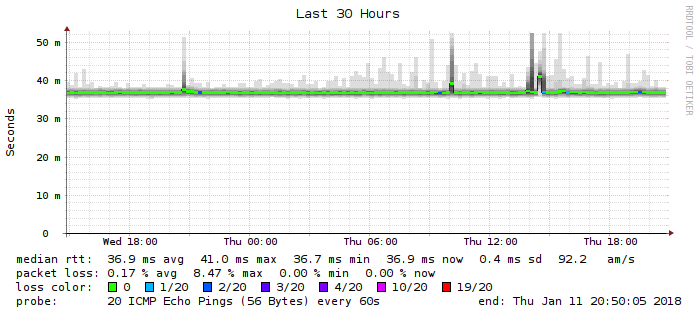 Last 30 Hours
RRDTOOL / TOBI OETIKER
Seconds
50 m
40 m
30 m
20 m
10 m
0
Wed 18:00 Thu 00:00 Thu 06:00 Thu 12:00 Thu 18:00
median rtt: 36.9 ms avg 41.0 ms max 36.7 ms min 36.9 ms now 0.4 ms sd 92.2 am/s
packet loss: 0.17 % avg 8.47 % max 0.00 % min 0.00 % now
loss color: 0 1/20 2/20 3/20 4/20 10/20 19/20
probe: 20 ICMP Echo Pings (56 Bytes) every 60s end: Thu Jan 11 20:50:05 2018